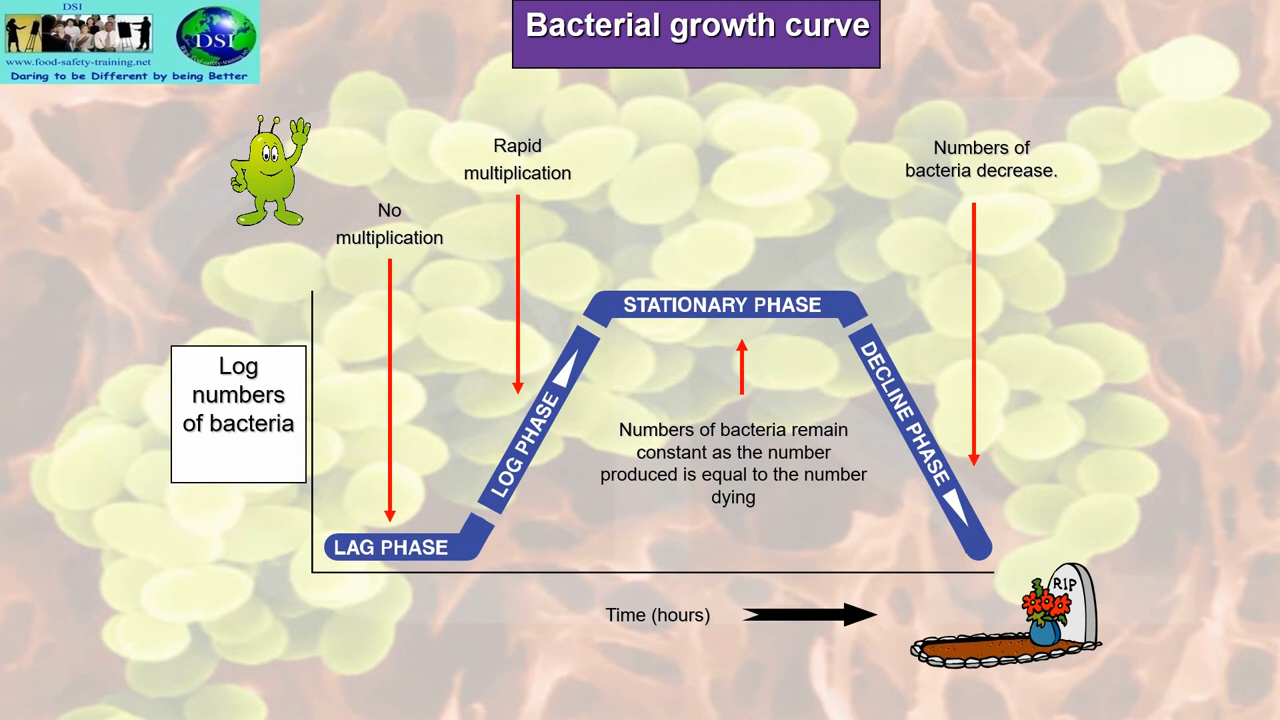 DSI
DSI
www.food-safety-training.net
Daring to be Different by being Better
Bacterial growth curve
Rapid
multiplication
Numbers of
bacteria decrease.
No
multiplication
STATIONARY PHASE
Log
numbers
of bacteria
LOG PHASE
DECLINE PHASE
Numbers of bacteria remain
constant as the number
produced is equal to the number
dying
LAG PHASE
RIP
Time (hours)